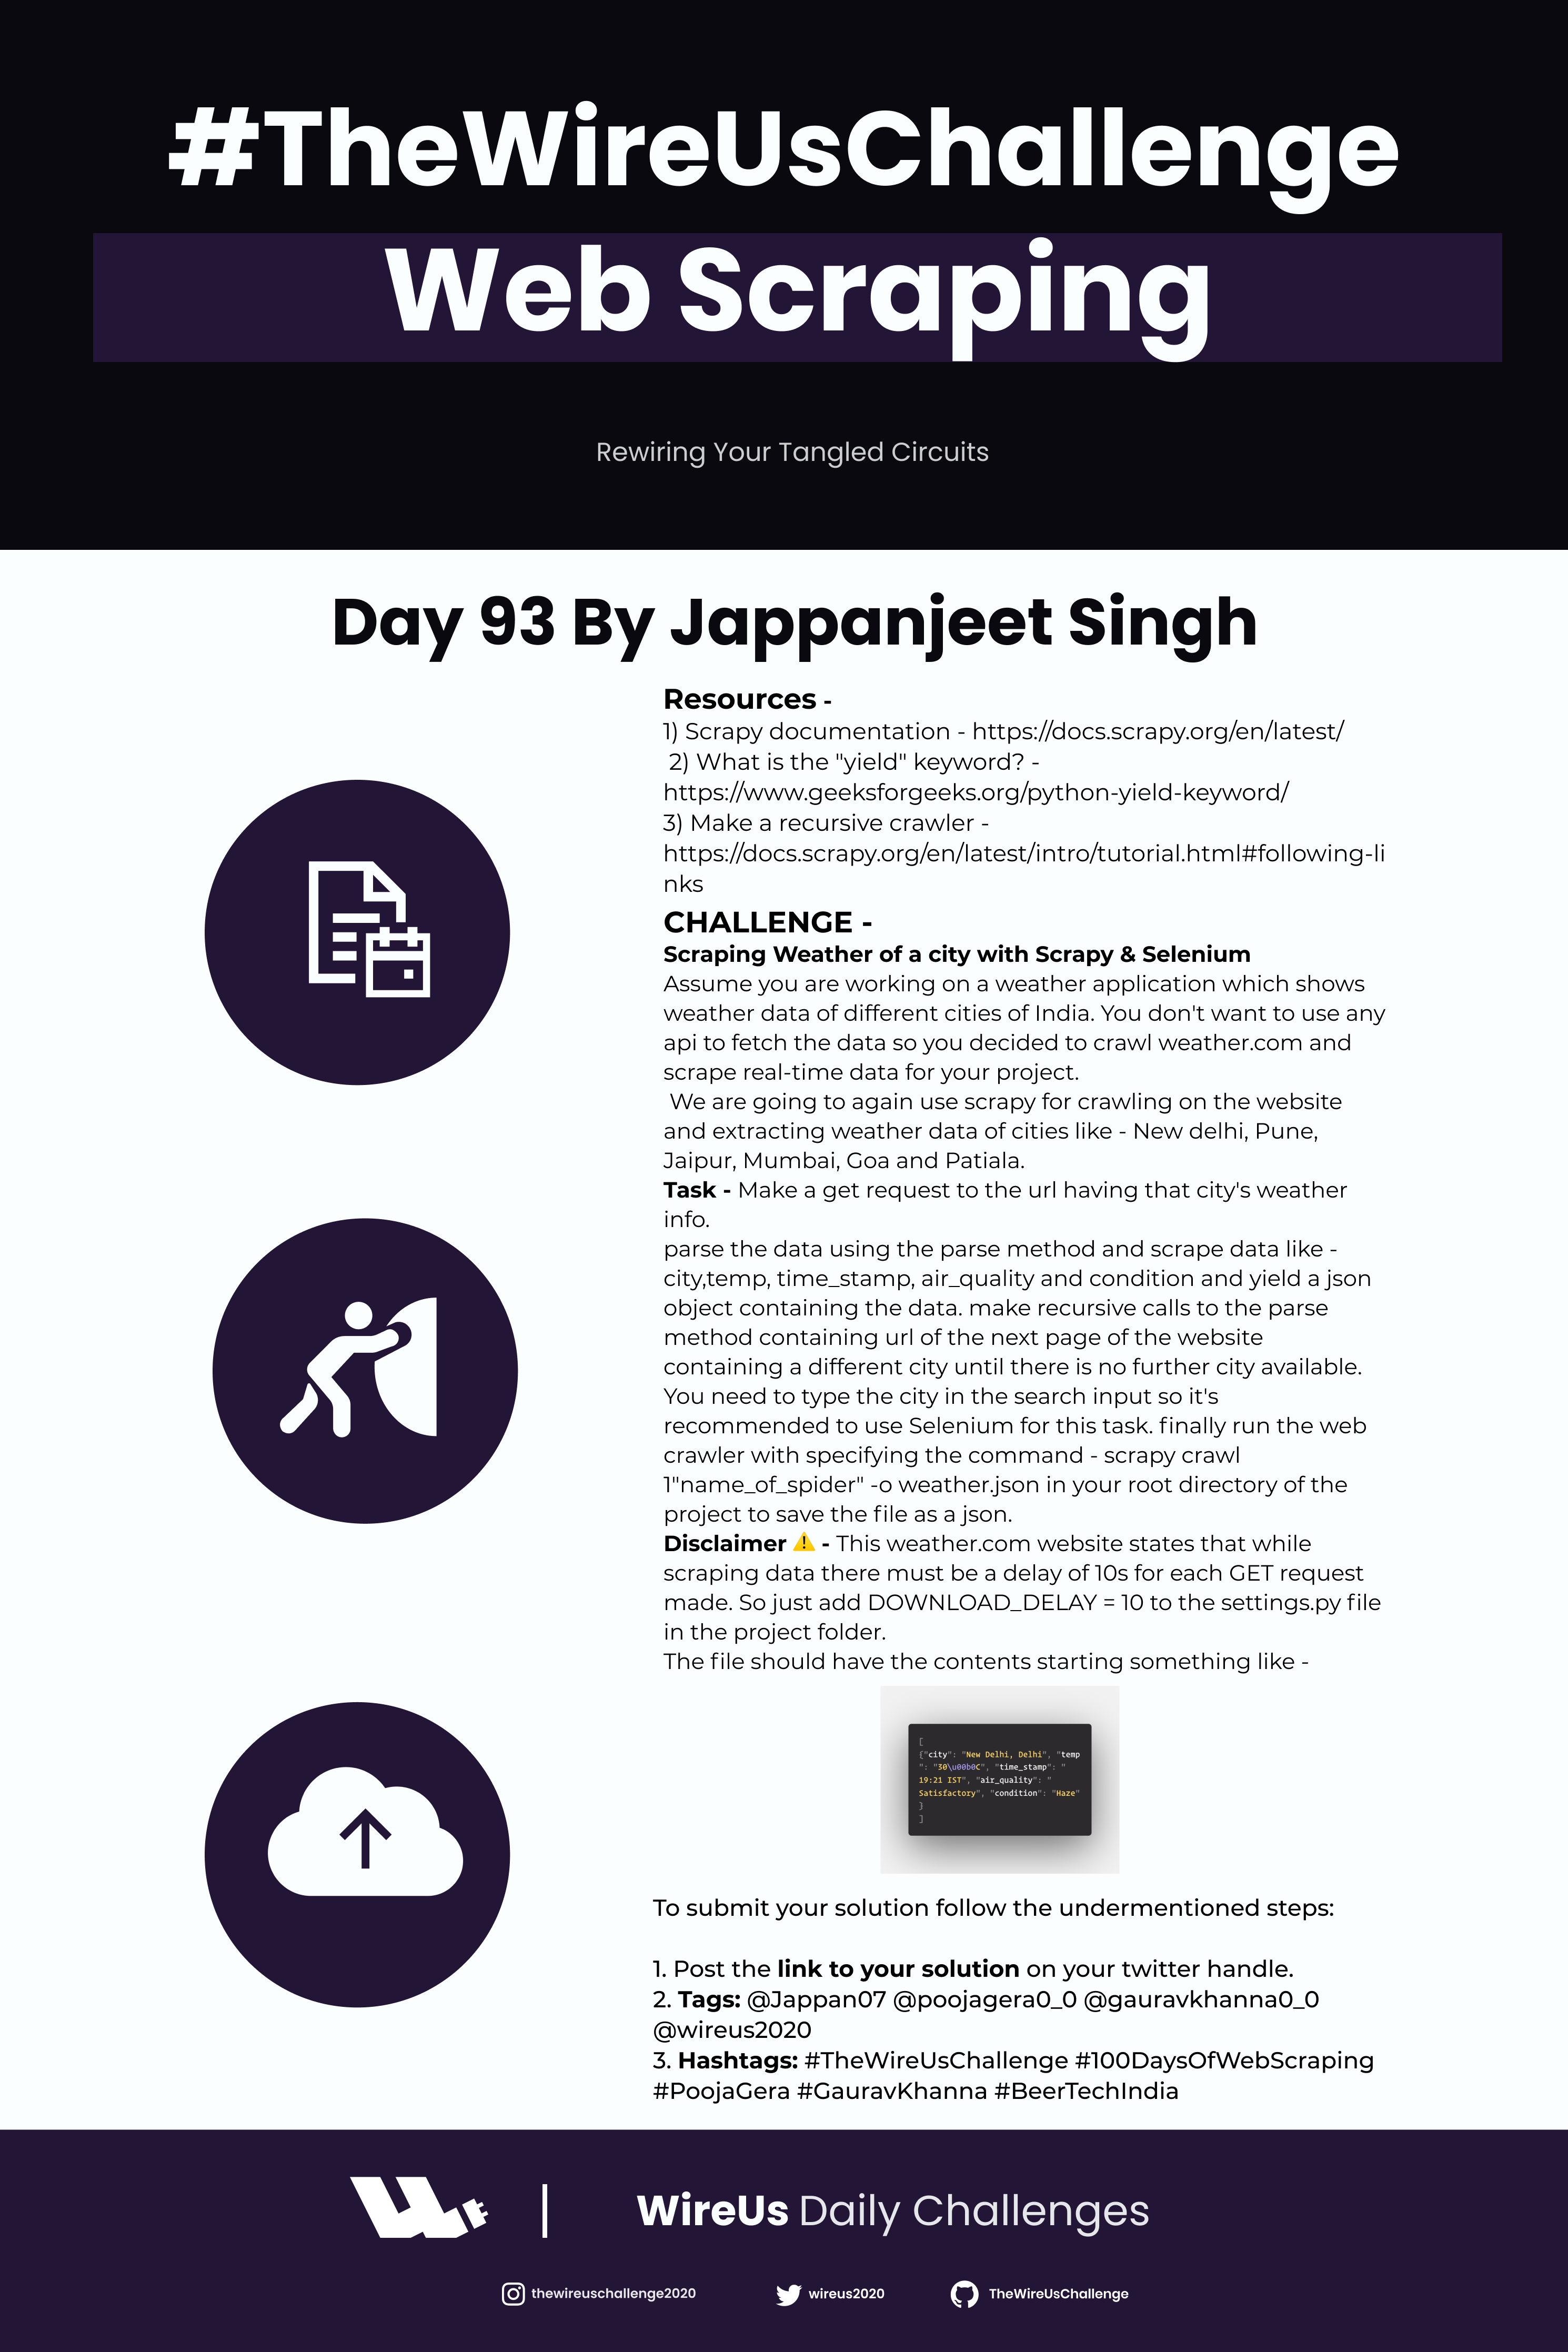 #TheWireUsChallenge
Web Scraping
Rewiring Your Tangled Circuits
Day 93 By Jappanjeet Singh
Resources -
1) Scrapy documentation - https://docs.scrapy.org/en/latest/
2) What is the "yield" keyword? -
https://www.geeksforgeeks.org/python-yield-keyword/
3) Make a recursive crawler -
https://docs.scrapy.org/en/latest/intro/tutorial.html#following-li
nks
CHALLENGE -
Scraping Weather of a city with Scrapy & Selenium
Assume you are working on a weather application which shows
weather data of different cities of India. You don't want to use any
api to fetch the data so you decided to crawl weather.com and
scrape real-time data for your project.
We are going to again use scrapy for crawling on the website
and extracting weather data of cities like - New delhi, Pune,
Jaipur, Mumbai, Goa and Patiala.
Task - Make a get request to the url having that city's weather
info.
parse the data using the parse method and scrape data like -
city,temp, time_stamp, air_quality and condition and yield a json
object containing the data. make recursive calls to the parse
method containing url of the next page of the website
containing a different city until there is no further city available.
You need to type the city in the search input so it's
recommended to use Selenium for this task. finally run the web
crawler with specifying the command - scrapy crawl
1"name_of_spider" -o weather.json in your root directory of the
project to save the file as a json.
Disclaimer ⚠️ - This weather.com website states that while
scraping data there must be a delay of 10s for each GET request
made. So just add DOWNLOAD_DELAY = 10 to the settings.py file
in the project folder.
The file should have the contents starting something like -
[
{"city": "New Delhi, Delhi", "temp
": "30\u00b0C", "time_stamp": "
19:21 IST", "air_quality": "
Satisfactory", "condition": "Haze"
}
]
To submit your solution follow the undermentioned steps:
1. Post the link to your solution on your twitter handle.
2. Tags: @Jappan07 @poojagera0_0 @gauravkhanna0_0
@wireus2020
3. Hashtags: #TheWireUsChallenge #100DaysOfWebScraping
#PoojaGera #GauravKhanna #BeerTechIndia
WireUs Daily Challenges
thewireuschallenge2020 wireus2020 TheWireUsChallenge